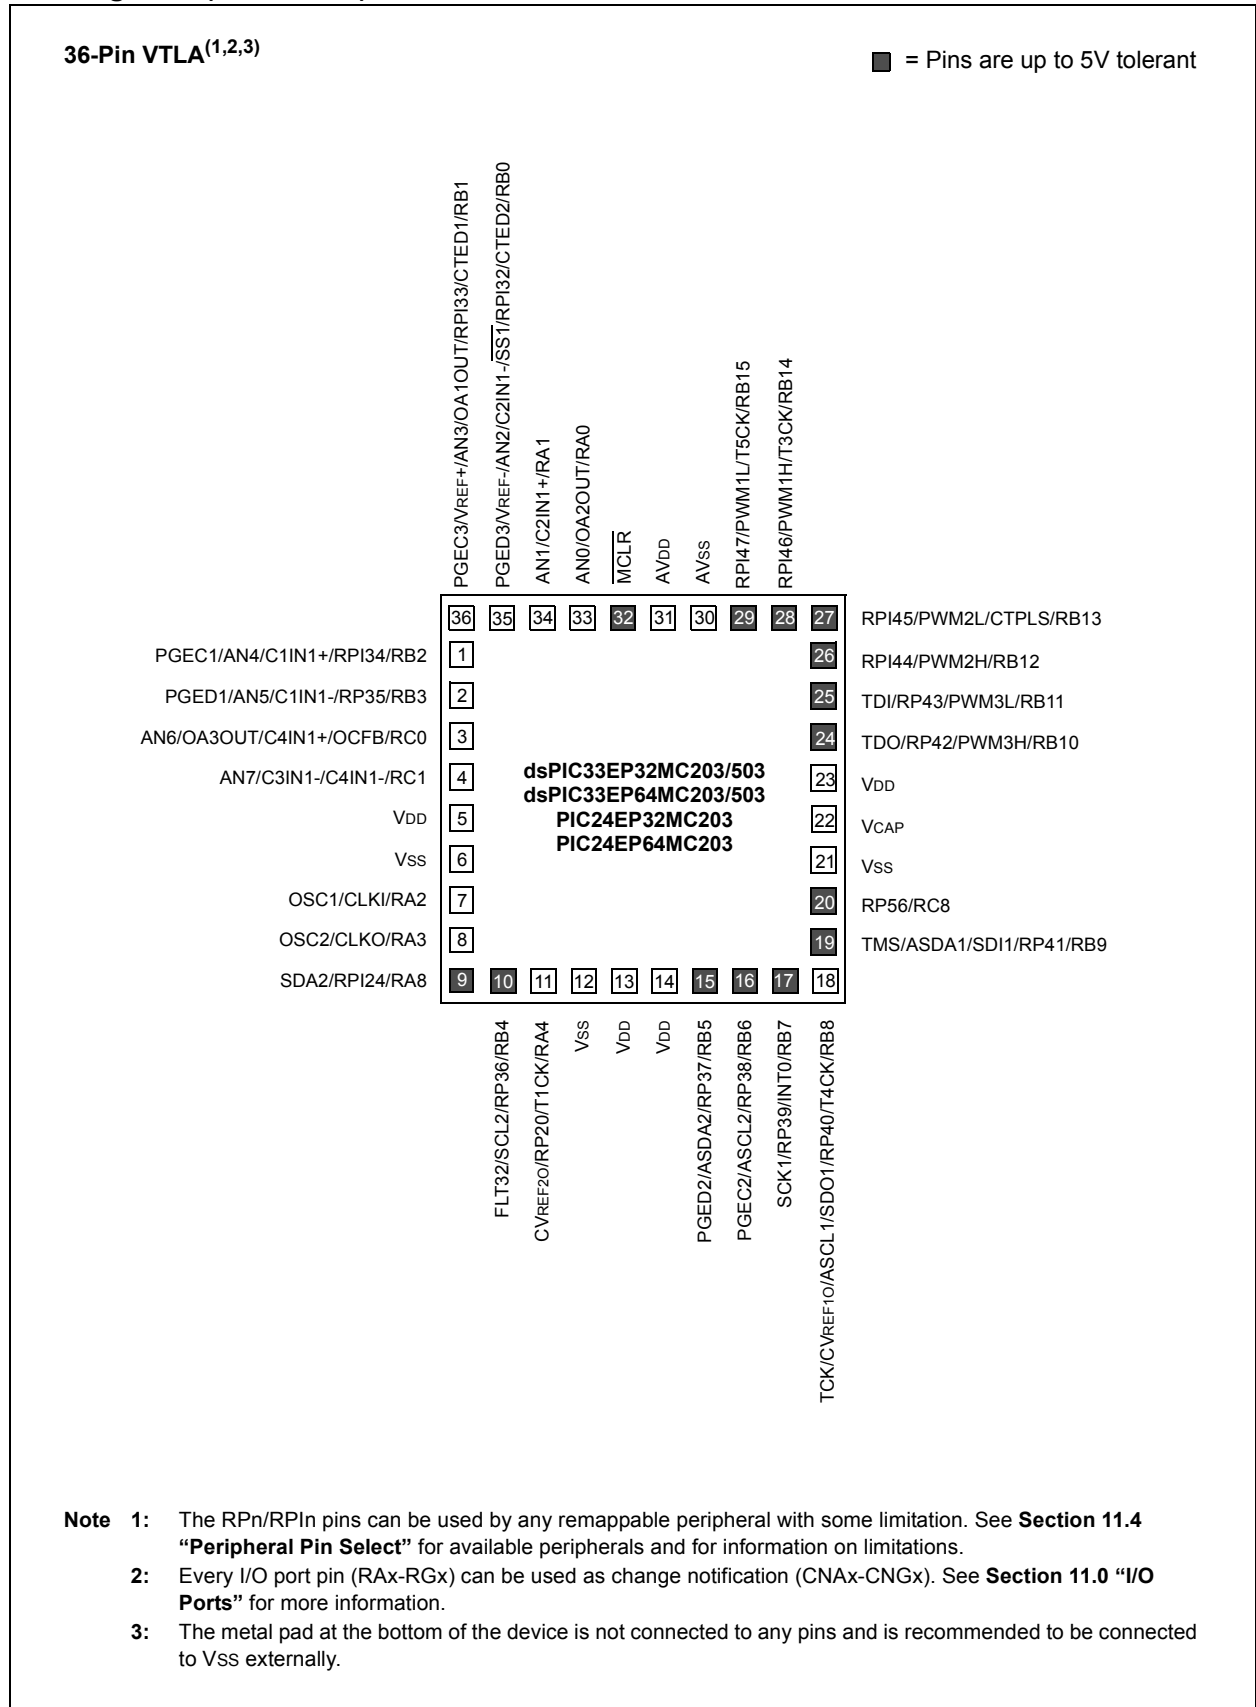 36-Pin VTLA(1,2,3)
= Pins are up to 5V tolerant
PGEC3/VREF+/AN3/OA1OUT/RPI33/CTED1/RB1
PGED3/VREF-/AN2/C2IN1-/SS1/RPI32/CTED2/RB0
AN1/C2IN1+/RA1
AN0/OA2OUT/RA0
MCLR
AVDD
AVSS
RPI47/PWM1L/T5CK/RB15
RPI46/PWM1H/T3CK/RB14
36 35 34 33 32 31 30 29 28 27 RPI45/PWM2L/CTPLS/RB13
PGEC1/AN4/C1IN1+/RPI34/RB2 1 26 RPI44/PWM2H/RB12
PGED1/AN5/C1IN1-/RP35/RB3 2 25 TDI/RP43/PWM3L/RB11
AN6/OA3OUT/C4IN1+/OCFB/RC0 3 24 TDO/RP42/PWM3H/RB10
AN7/C3IN1-/C4IN1-/RC1 4 23 VDD
VDD 5 22 VCAP
VSS 6 21 VSS
OSC1/CLKI/RA2 7 20 RP56/RC8
OSC2/CLKO/RA3 8 19 TMS/ASDA1/SDI1/RP41/RB9
SDA2/RPI24/RA8 9 10 11 12 13 14 15 16 17 18
dsPIC33EP32MC203/503
dsPIC33EP64MC203/503
PIC24EP32MC203
PIC24EP64MC203
FLT32/SCL2/RP36/RB4
CVREF2O/RP20/T1CK/RA4
VSS
VDD
VDD
PGED2/ASDA2/RP37/RB5
PGEC2/ASCL2/RP38/RB6
SCK1/RP39/INT0/RB7
TCK/CVREF1O/ASCL1/SDO1/RP40/T4CK/RB8
Note 1: The RPn/RPIn pins can be used by any remappable peripheral with some limitation. See Section 11.4
“Peripheral Pin Select” for available peripherals and for information on limitations.
2: Every I/O port pin (RAx-RGx) can be used as change notification (CNAx-CNGx). See Section 11.0 “I/O
Ports” for more information.
3: The metal pad at the bottom of the device is not connected to any pins and is recommended to be connected
to VSS externally.